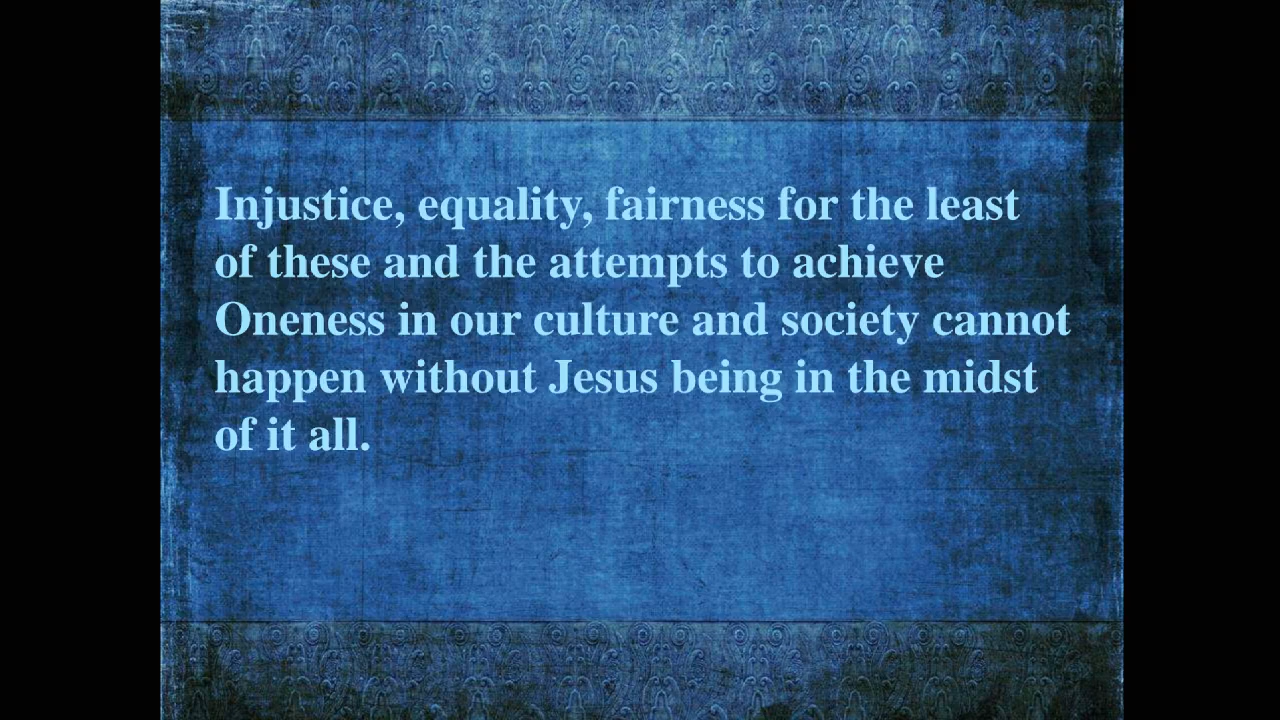 Injustice, equality, fairness for the least
of these and the attempts to achieve
Oneness in our culture and society cannot
happen without Jesus being in the midst
of it all.